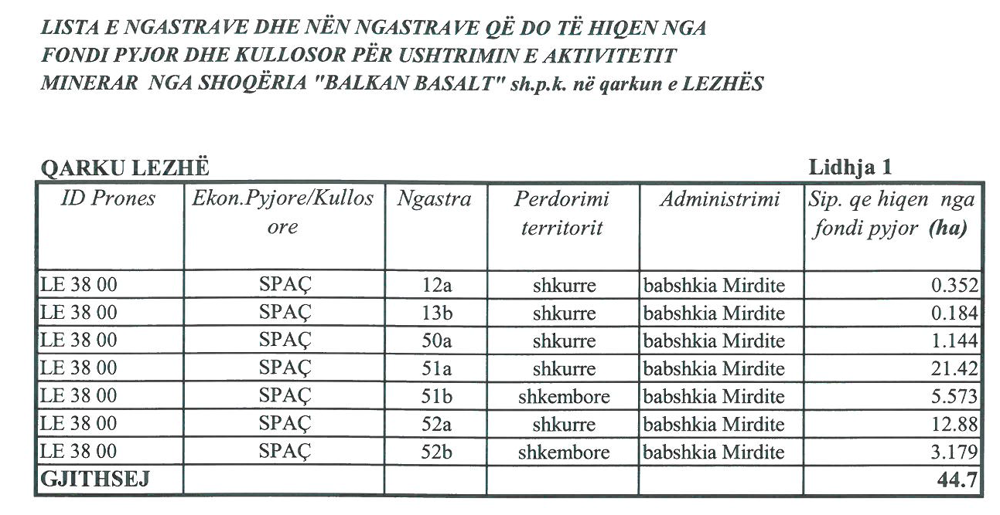 LISTA E NGASTRAVE DHE NËN NGASTRAVE QË DO TË HIQEN NGA
FONDI PYJOR DHE KULLOSOR PËR USHTRIMIN E AKTIVITETIT
MINERAR NGA SHOQËRIA "BALKAN BASALT" sh.p.k. në qarkun e LEZHËS
QARKU LEZHË Lidhja 1
ID Prones Ekon.Pyjore/Kullos Ngastra Perdorimi Administrimi Sip. qe hiqen nga
ore territorit fondi pyjor (ha)
LE 38 00 SPAÇ 12a shkurre babshkia Mirdite 0.352
LE 38 00 SPAÇ 13b shkurre babshkia Mirdite 0.184
LE 38 00 SPAÇ 50a shkurre babshkia Mirdite 1.144
LE 38 00 SPAÇ 51a shkurre babshkia Mirdite 21.42
LE 38 00 SPAÇ 51b shkembore babshkia Mirdite 5.573
LE 38 00 SPAÇ 52a shkurre babshkia Mirdite 12.88
LE 38 00 SPAÇ 52b shkembore babshkia Mirdite 3.179
GJITHSEJ 44.7